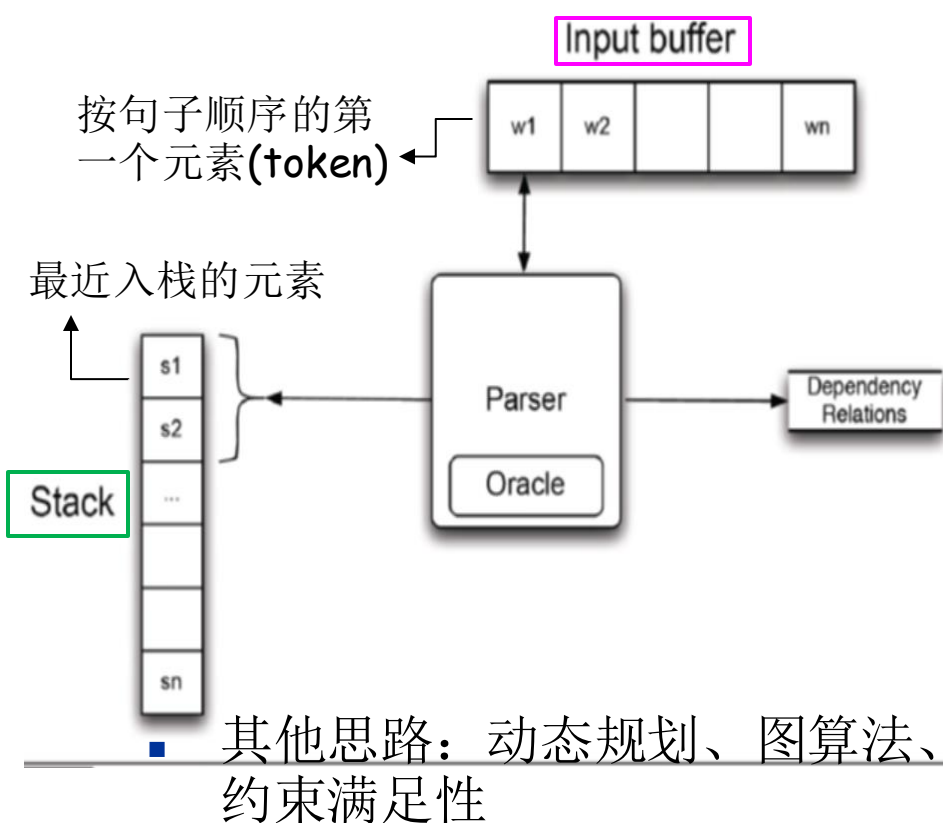 Input buffer
按句子顺序的第
一个元素(token)
w1 w2 wn
最近入栈的元素
s1
s2
...
sn
Stack
Parser
Oracle
Dependency
Relations
■ 其他思路：动态规划、图算法、
约束满足性